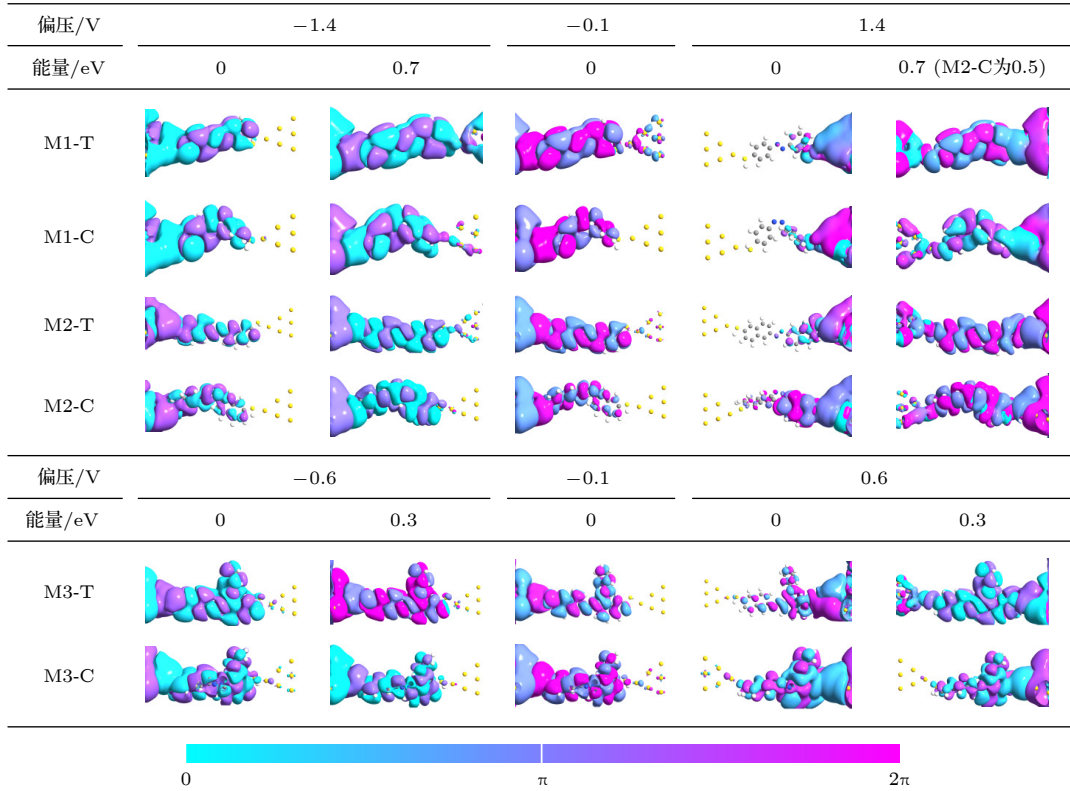 偏压/V −1.4 −0.1 1.4
能量/eV 0 0.7 0 0 0.7 (M2-C为0.5)
M1-T
M1-C
M2-T
M2-C
偏压/V −0.6 −0.1 0.6
能量/eV 0 0.3 0 0 0.3
M3-T
M3-C
0 π 2π